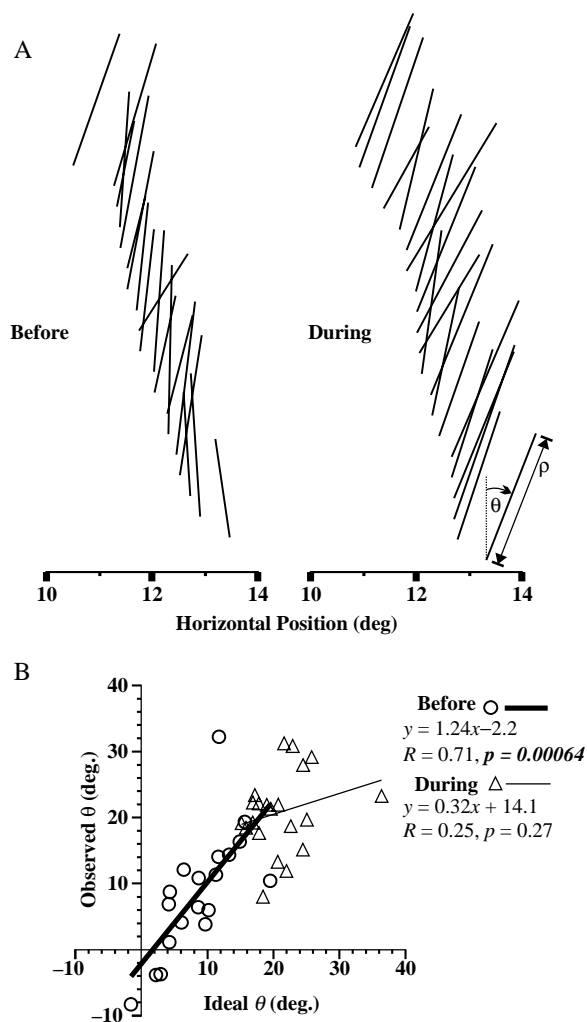 A
Before
During
θ
ρ
10 12 14 10 12 14
Horizontal Position (deg)
B
Before
y = 1.24x−2.2
R = 0.71, p = 0.00064
During
y = 0.32x + 14.1
R = 0.25, p = 0.27
Observed θ (deg.)
40
30
20
10
−10
−10 0 10 20 30 40
Ideal θ (deg.)